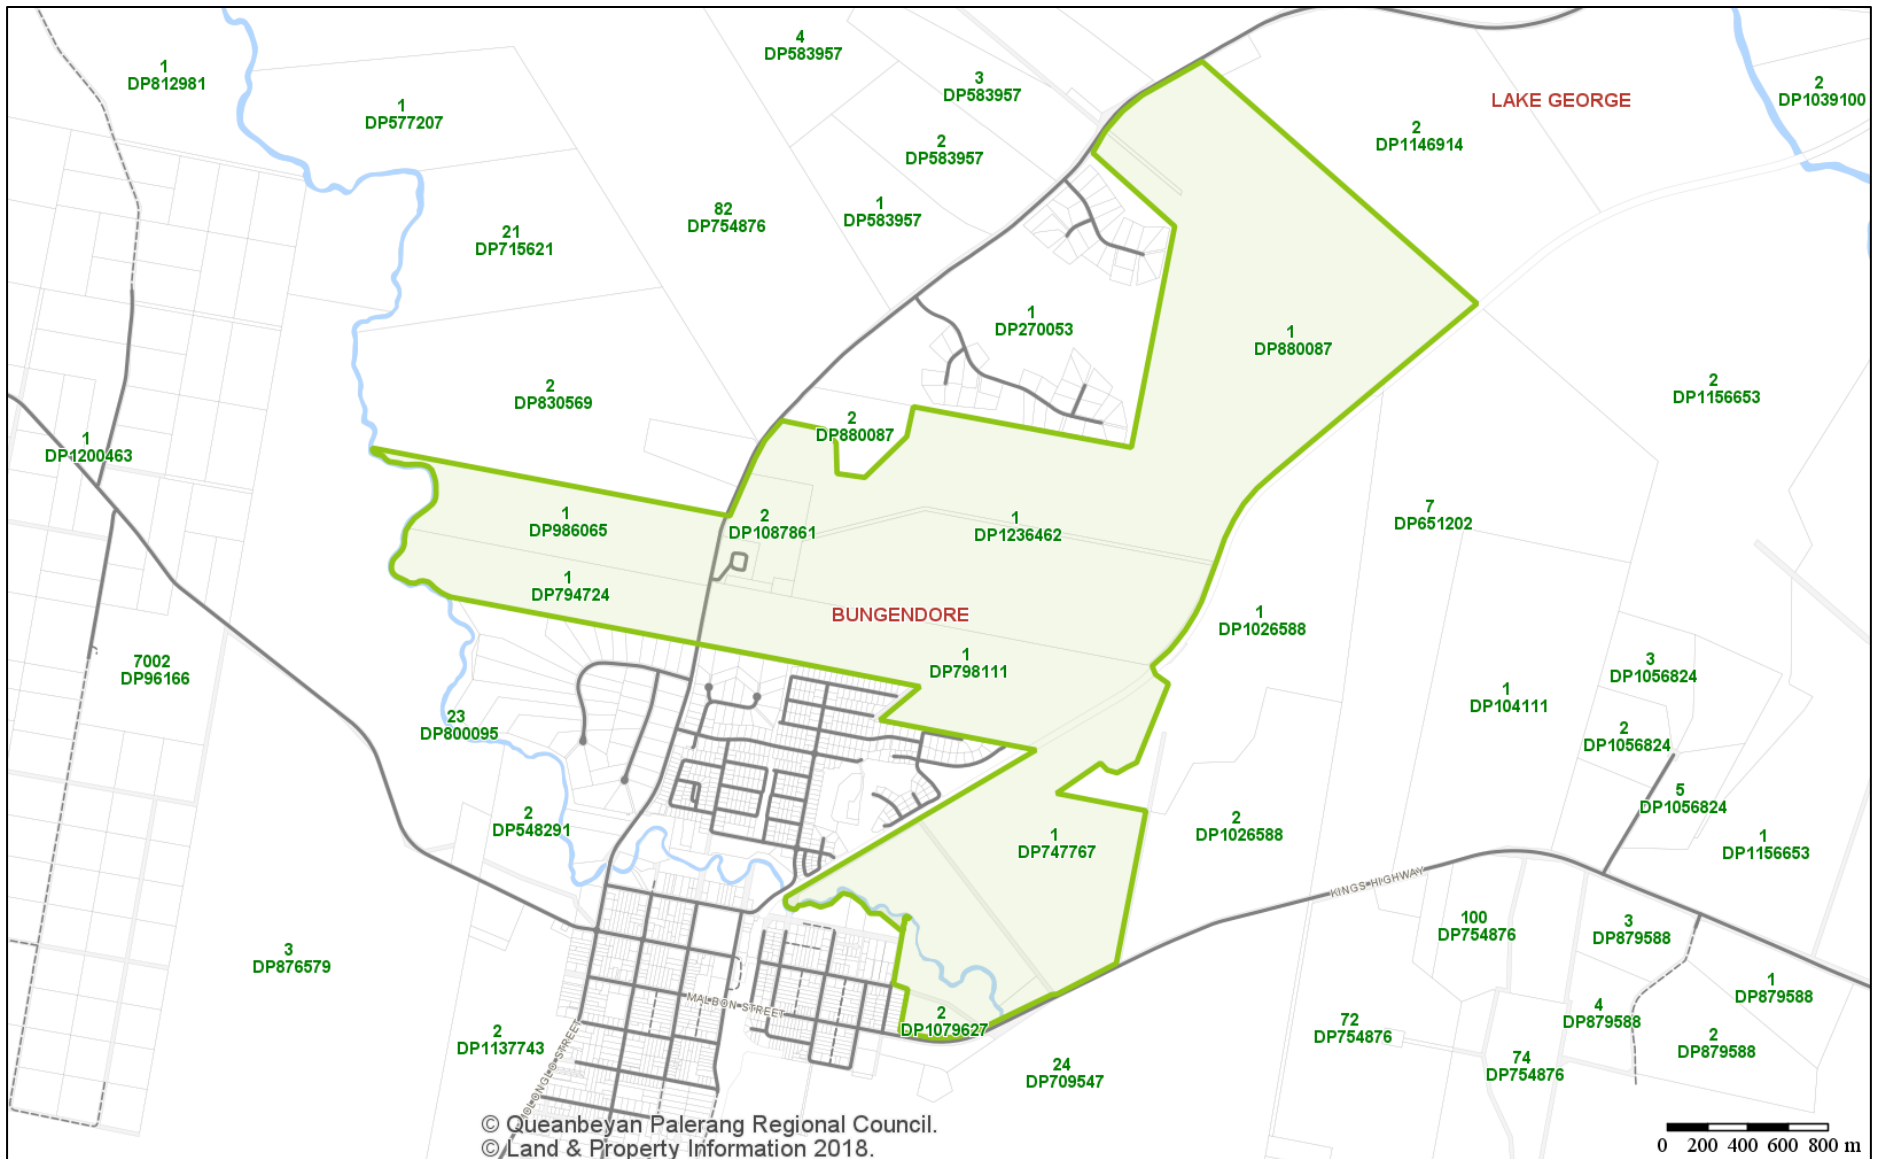 4
DP583957
1
DP812981
3
DP583957
LAKE GEORGE
2
DP1039100
1
DP577207
2
DP1146914
2
DP583957
82
DP754876
1
DP583957
21
DP715621
1
DP270053
1
DP880087
2
DP830569
2
DP1156653
2
DP880087
1
DP1200463
1
DP986065
2
DP1087861
1
DP1236462
7
DP651202
1
DP794724
BUNGENDORE
1
DP1026588
7002
DP96166
1
DP798111
3
DP1056824
1
DP104111
23
DP800095
2
DP1056824
5
DP1056824
2
DP548291
1
DP747767
2
DP1026588
1
DP1156653
KINGS HIGHWAY
100
DP754876
3
DP879588
3
DP876579
1
DP879588
MALBON STREET
2
DP1079627
72
DP754876
4
DP879588
2
DP879588
2
DP1137743
MOLONGLO STREET
24
DP709547
74
DP754876
© Queanbeyan Palerang Regional Council.
© Land & Property Information 2018.
0 200 400 600 800 m